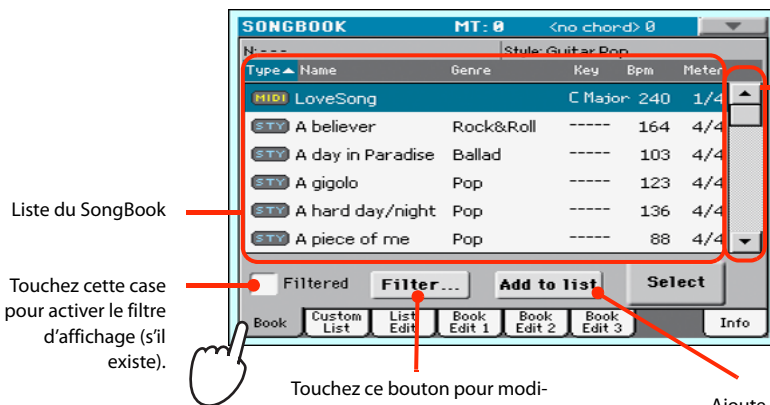 SONGBOOK MT: 0 <no chord> 0
N: - - - Style: Guitar Pop
Type Name Genre Key Bpm Meter
MIDI LoveSong C Major 240 1/4
STY A believer Rock&Roll ----- 164 4/4
STY A day in Paradise Ballad ----- 103 4/4
STY A gigolo Pop ----- 123 4/4
STY A hard day/night Pop ----- 136 4/4
STY A piece of me Pop ----- 88 4/4
Liste du SongBook
Filtered Filter... Add to list Select
Touchez cette case
pour activer le filtre
d'affichage (s'il
existe).
Book Custom List List Edit Book Edit 1 Book Edit 2 Book Edit 3 Info
Touchez ce bouton pour modi-
Ajoute